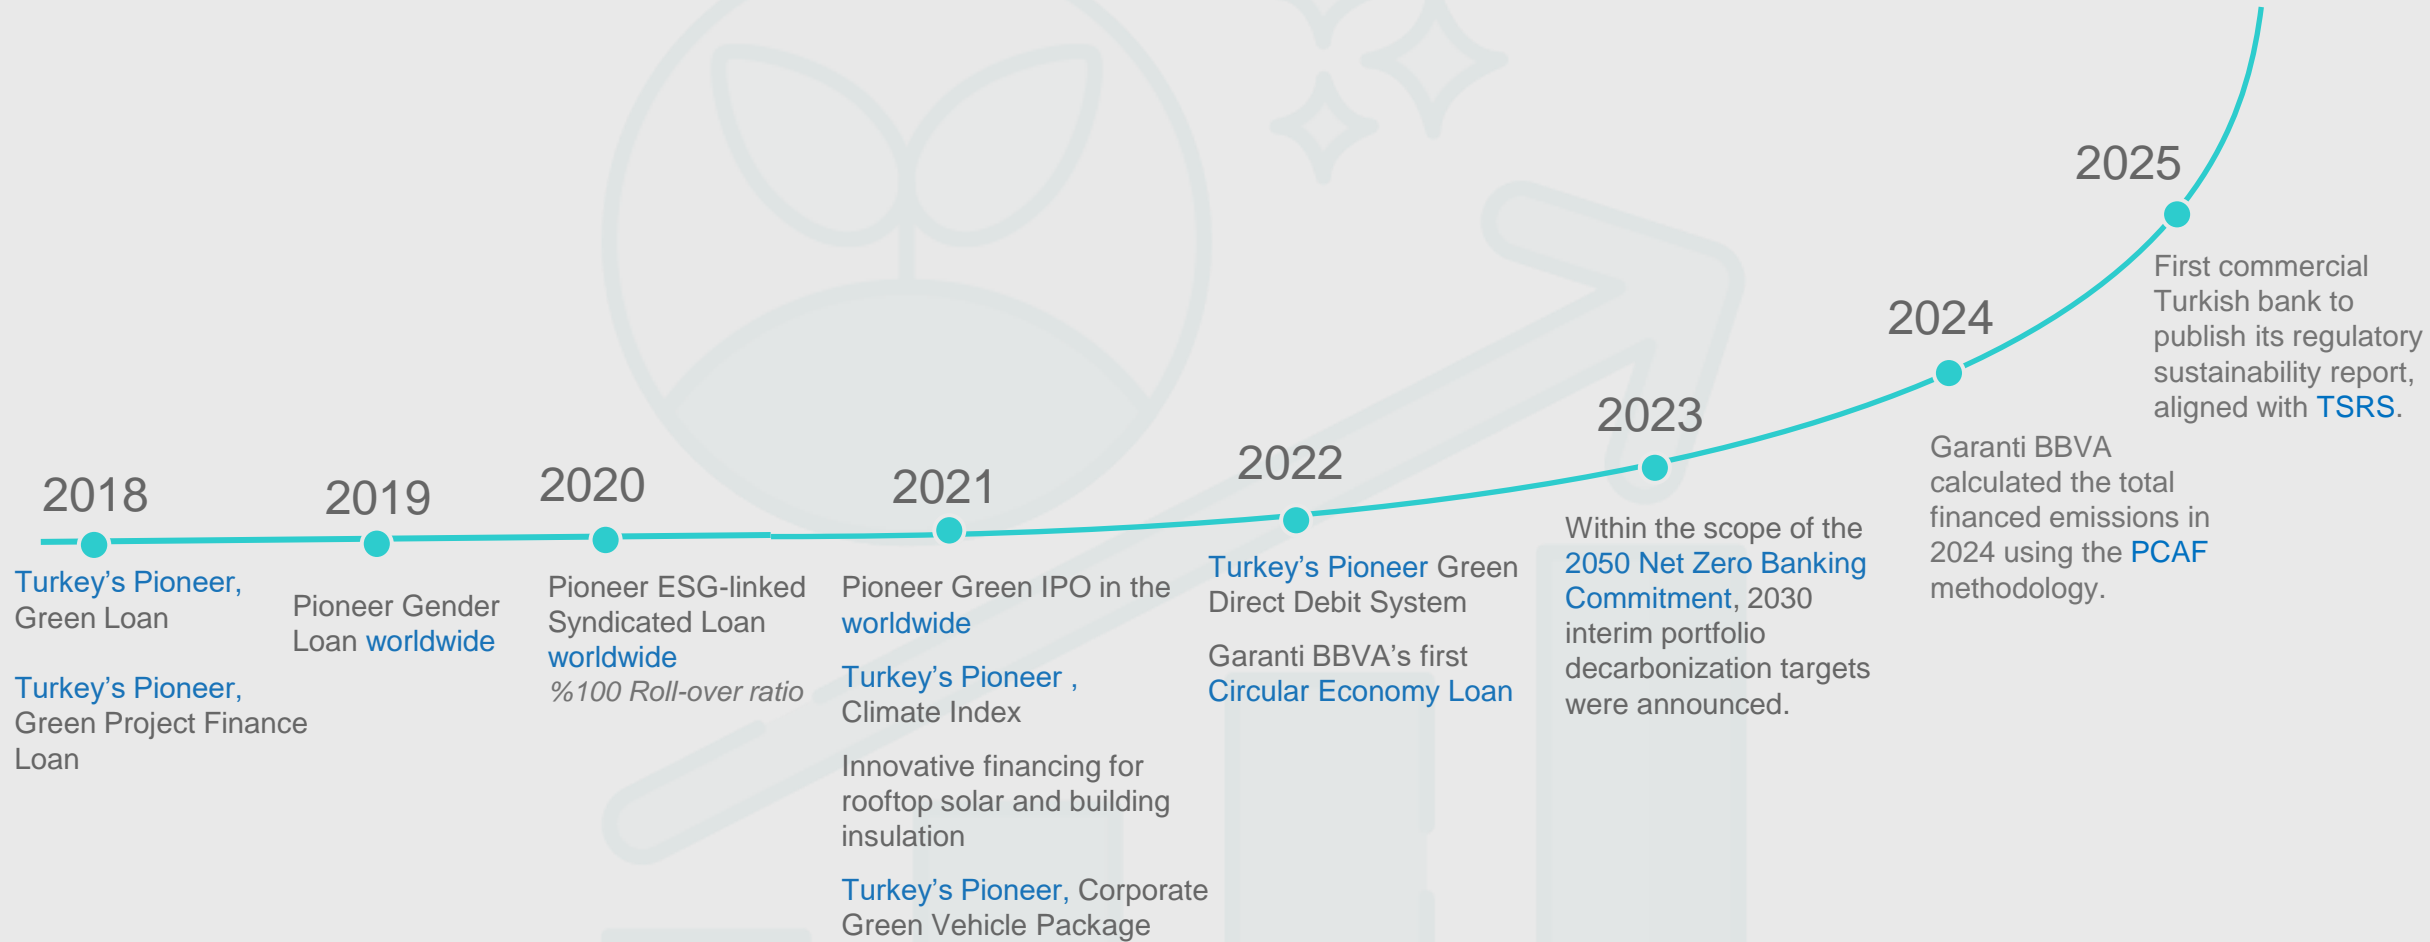 2018
Turkey’s Pioneer,
Green Loan
Turkey’s Pioneer,
Green Project Finance
Loan
2019
Pioneer Gender
Loan worldwide
2020
Pioneer ESG-linked
Syndicated Loan
worldwide
%100 Roll-over ratio
2021
Pioneer Green IPO in the
worldwide
Turkey’s Pioneer ,
Climate Index
Innovative financing for
rooftop solar and building
insulation
Turkey’s Pioneer, Corporate
Green Vehicle Package
2022
Turkey’s Pioneer Green
Direct Debit System
Garanti BBVA’s first
Circular Economy Loan
2023
Within the scope of the
2050 Net Zero Banking
Commitment, 2030
interim portfolio
decarbonization targets
were announced.
2024
Garanti BBVA
calculated the total
financed emissions in
2024 using the PCAF
methodology.
2025
First commercial
Turkish bank to
publish its regulatory
sustainability report,
aligned with TSRS.